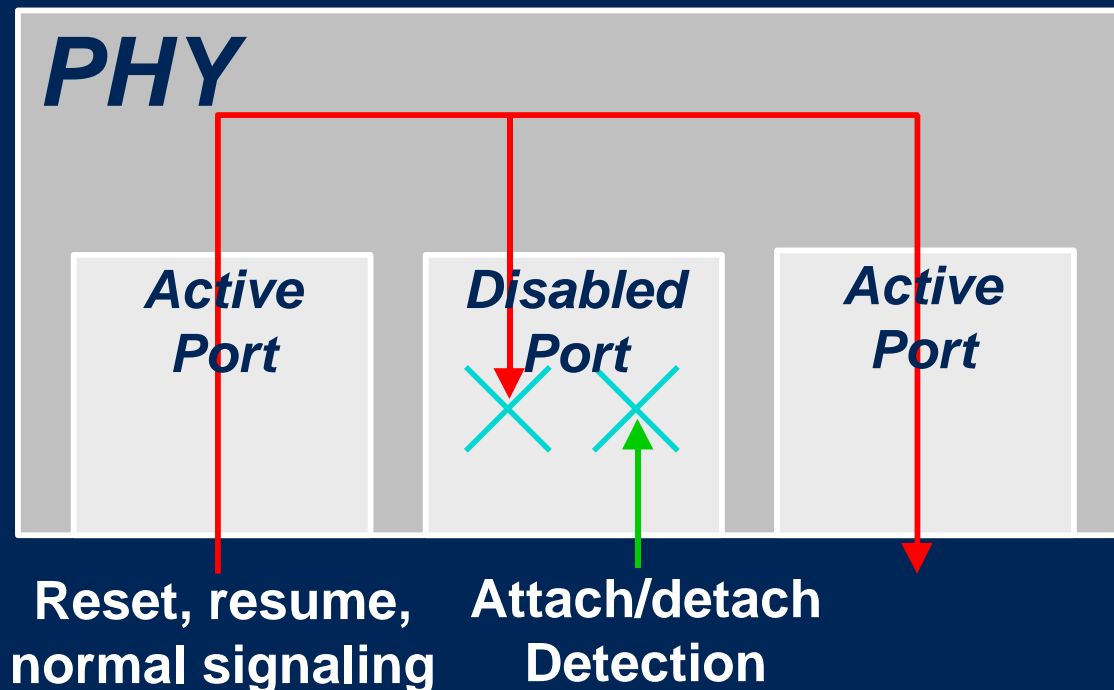 PHY
Active
Port
Disabled
Port
Active
Port
Reset, resume,
normal signaling
Attach/detach
Detection